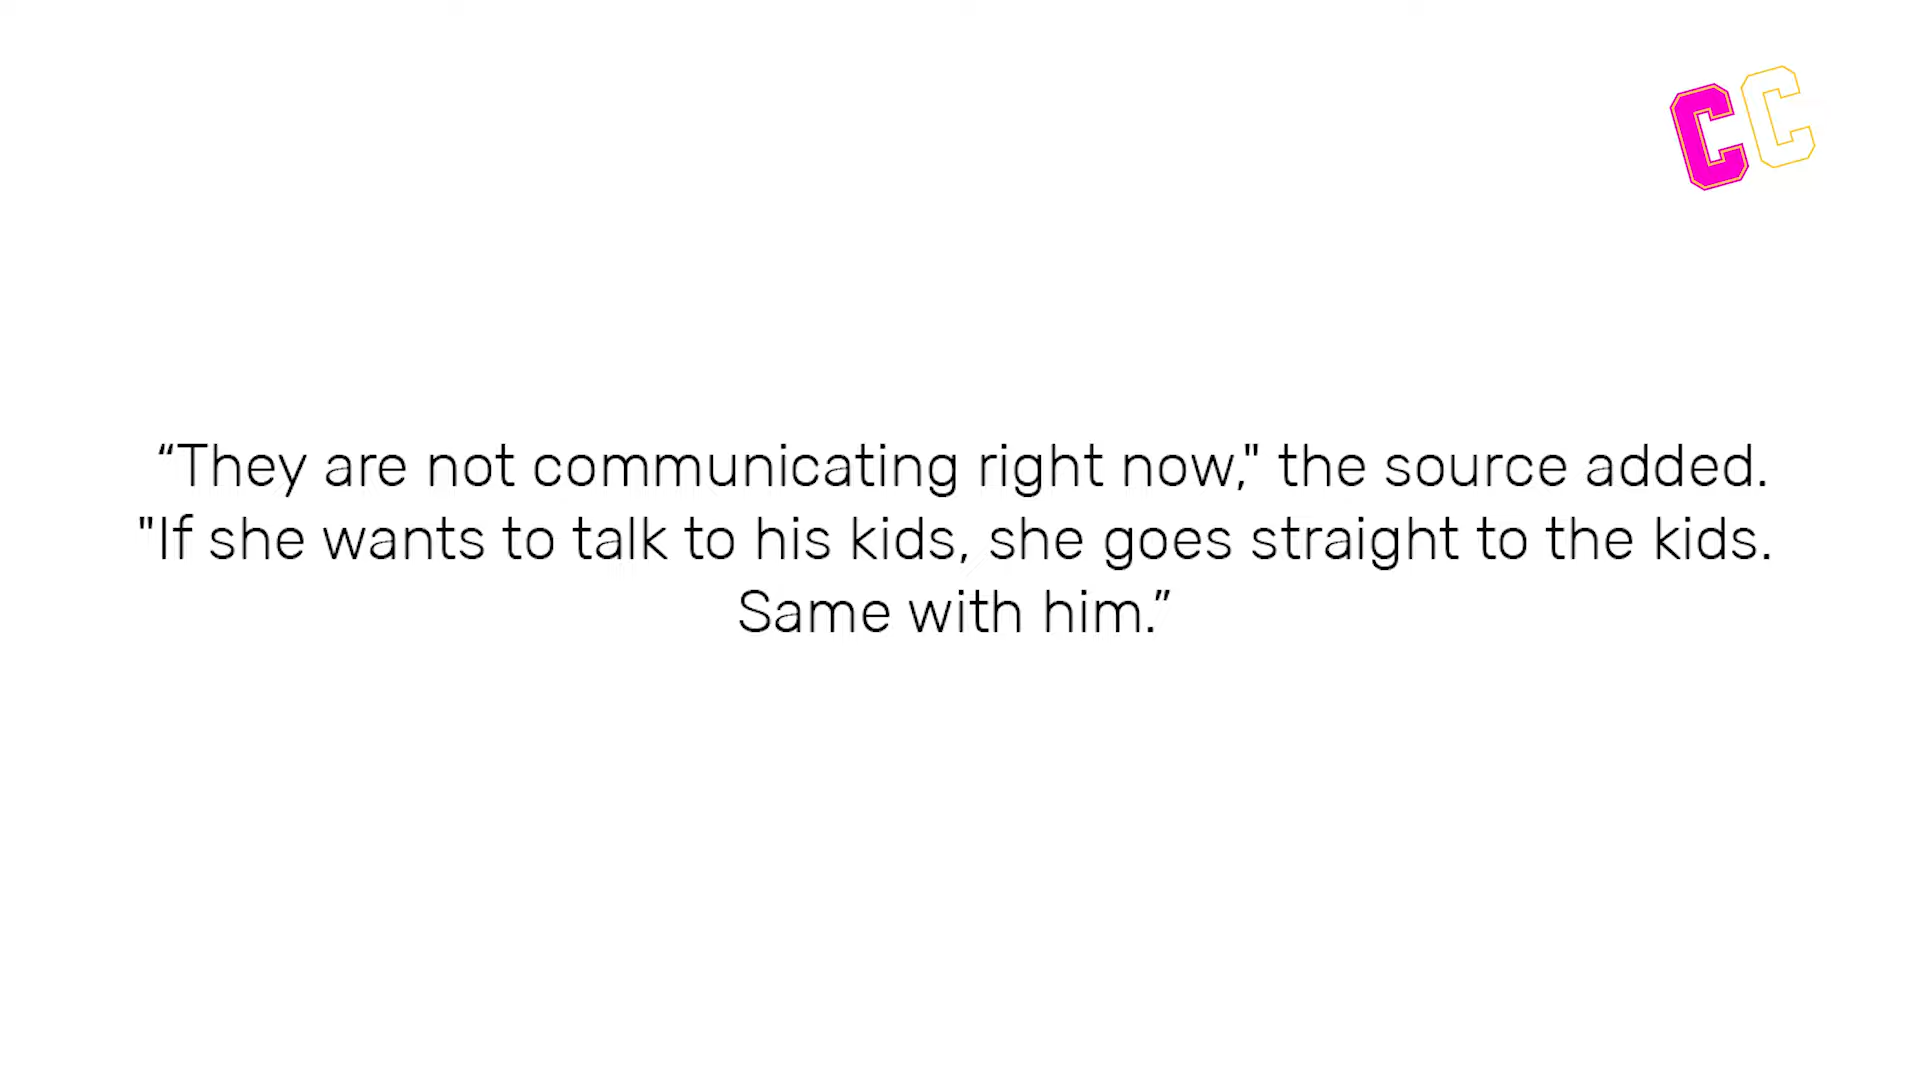 CC
“They are not communicating right now," the source added.
"If she wants to talk to his kids, she goes straight to the kids.
Same with him.”